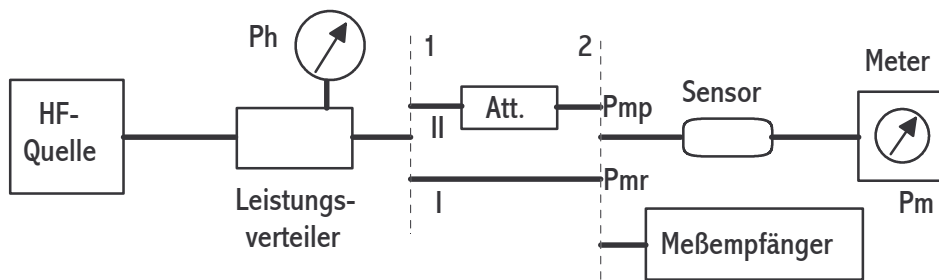 Ph
1
2
Meter
HF-
Quelle
Att.
Pmp
Sensor
II
Leistungs-
verteiler
I
Pmr
Pm
Meßempfänger